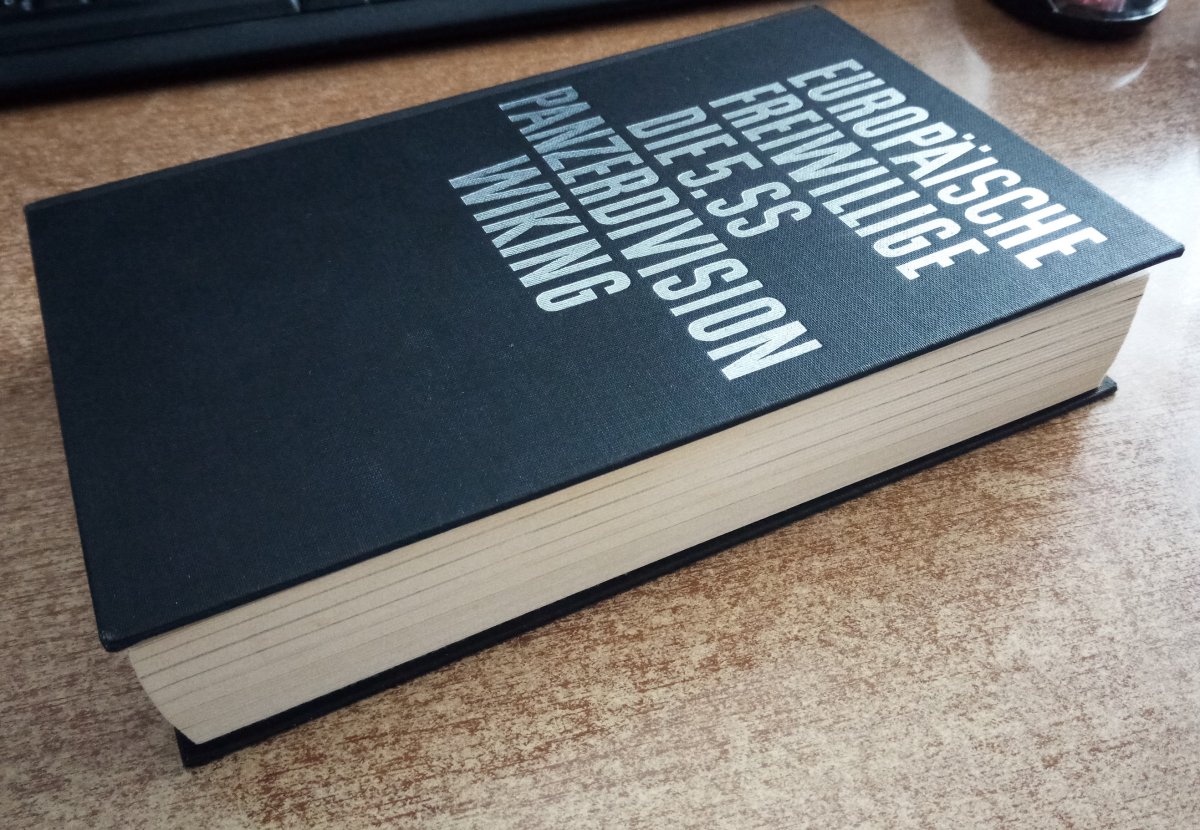 EUROPÄISCHE
FREIWILLIGE
DIE 5. SS
PANZERDIVISION
WIKING